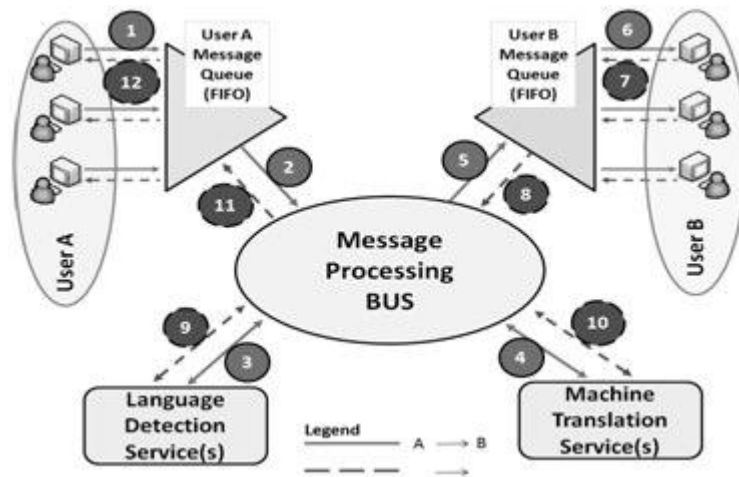 1
12
User A
Message
Queue
(FIFO)
User B
Message
Queue
(FIFO)
6
7
2
11
5
8
User A
User B
Message
Processing
BUS
9
3
10
4
Language
Detection
Service(s)
Machine
Translation
Service(s)
Legend
A B